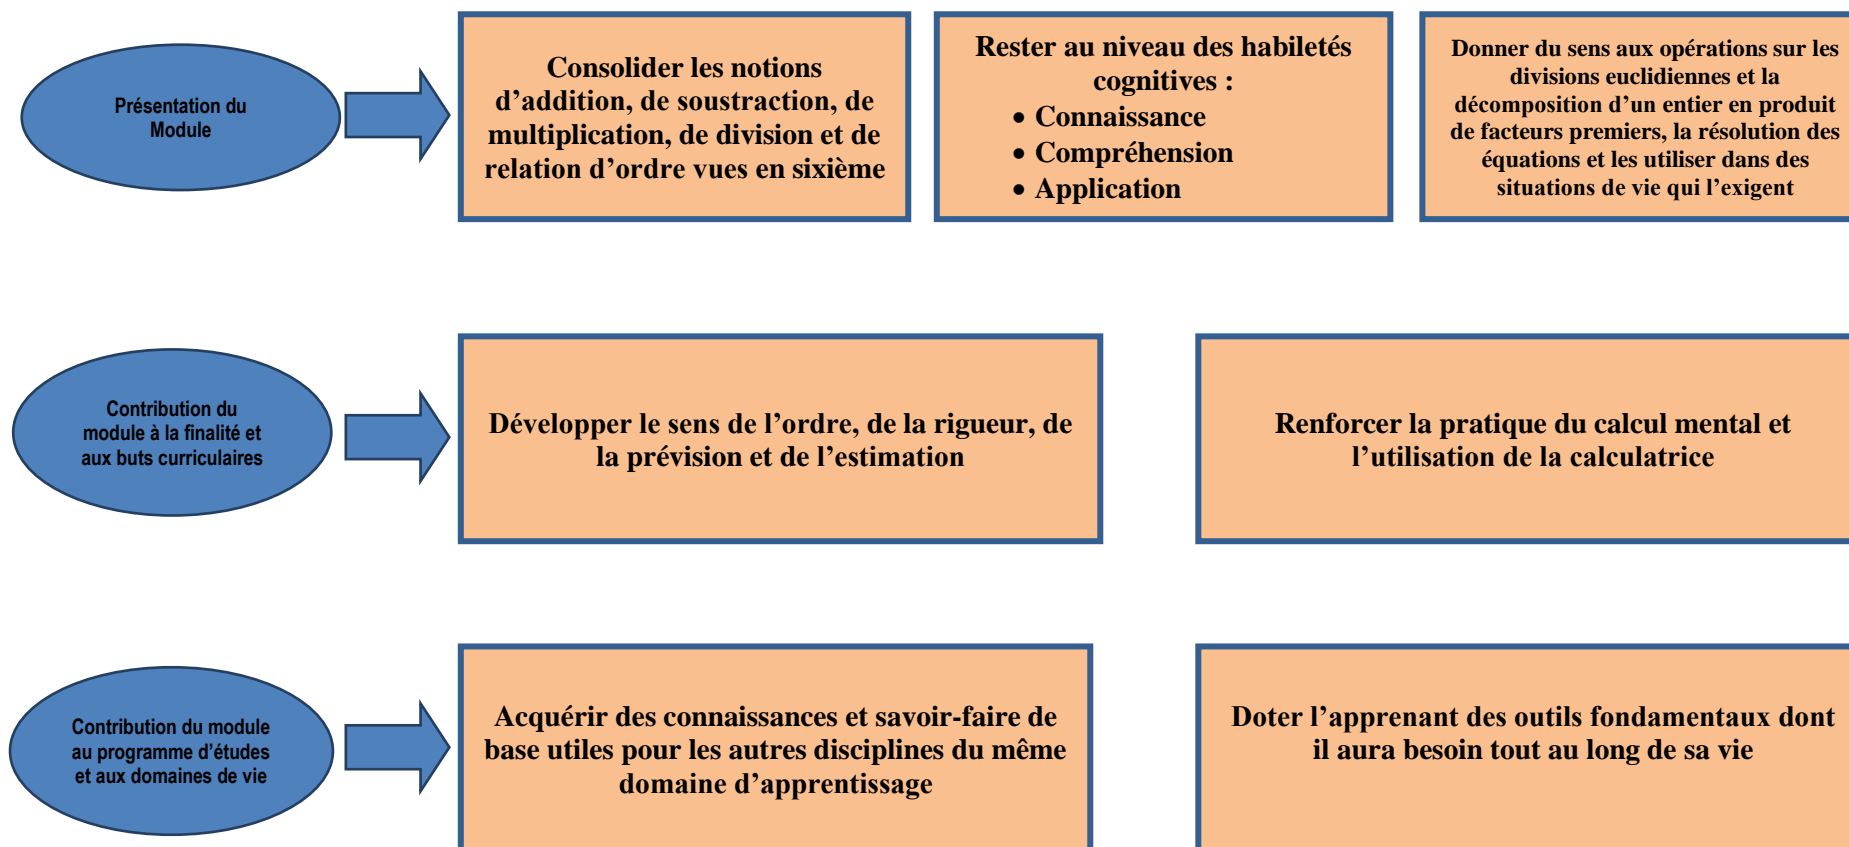 Présentation du
Module
Consolider les notions
d’addition, de soustraction, de
multiplication, de division et de
relation d’ordre vues en sixième
Rester au niveau des habiletés
cognitives :
• Connaissance
• Compréhension
• Application
Donner du sens aux opérations sur les
divisions euclidiennes et la
décomposition d’un entier en produit
de facteurs premiers, la résolution des
équations et les utiliser dans des
situations de vie qui l’exigent
Contribution du
module à la finalité et
aux buts curriculaires
Développer le sens de l’ordre, de la rigueur, de
la prévision et de l’estimation
Renforcer la pratique du calcul mental et
l’utilisation de la calculatrice
Contribution du module
au programme d’études
et aux domaines de vie
Acquérir des connaissances et savoir-faire de
base utiles pour les autres disciplines du même
domaine d’apprentissage
Doter l’apprenant des outils fondamentaux dont
il aura besoin tout au long de sa vie